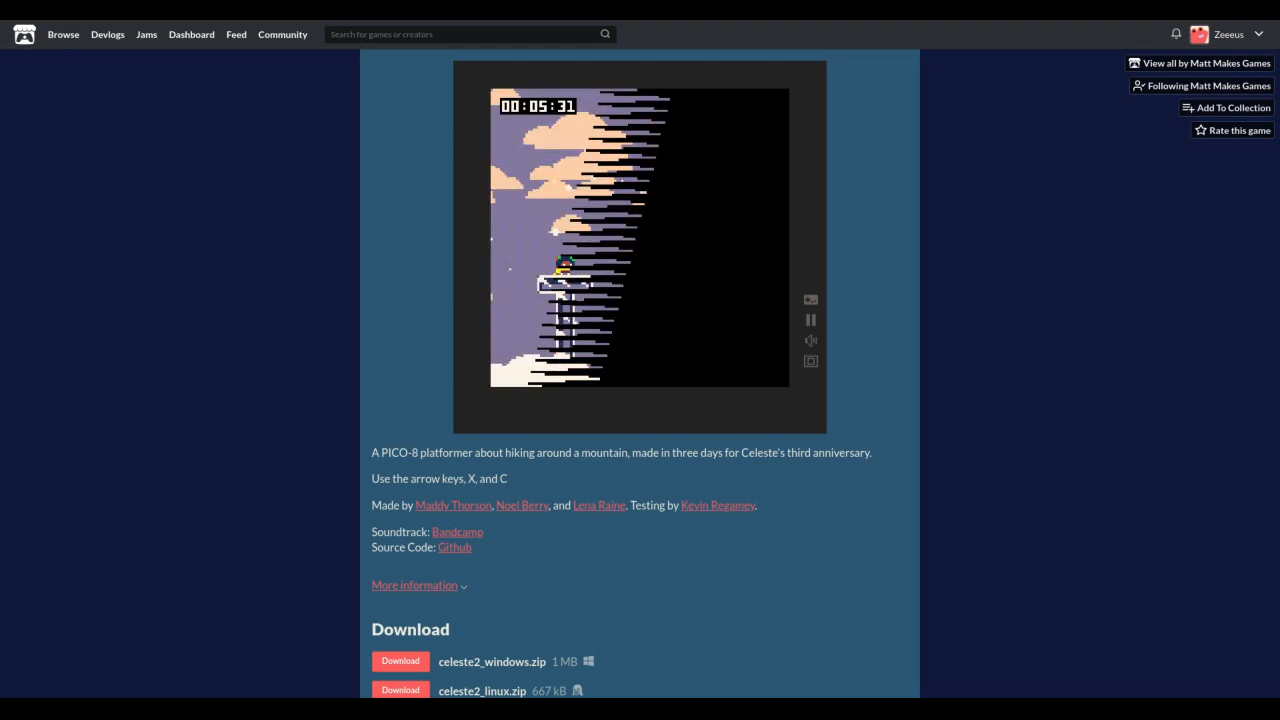 Browse Devlogs Jams Dashboard Feed Community Search for games or creators Zeeeus
View all by Matt Makes Games
Following Matt Makes Games
Add To Collection
Rate this game
00:05:31
A PICO-8 platformer about hiking around a mountain, made in three days for Celeste's third anniversary.
Use the arrow keys, X, and C
Made by Maddy Thorson, Noel Berry, and Lena Raine. Testing by Kevin Regamey.
Soundtrack: Bandcamp
Source Code: Github
More information
Download
Download celeste2_windows.zip 1 MB
Download celeste2_linux.zip 667 kB